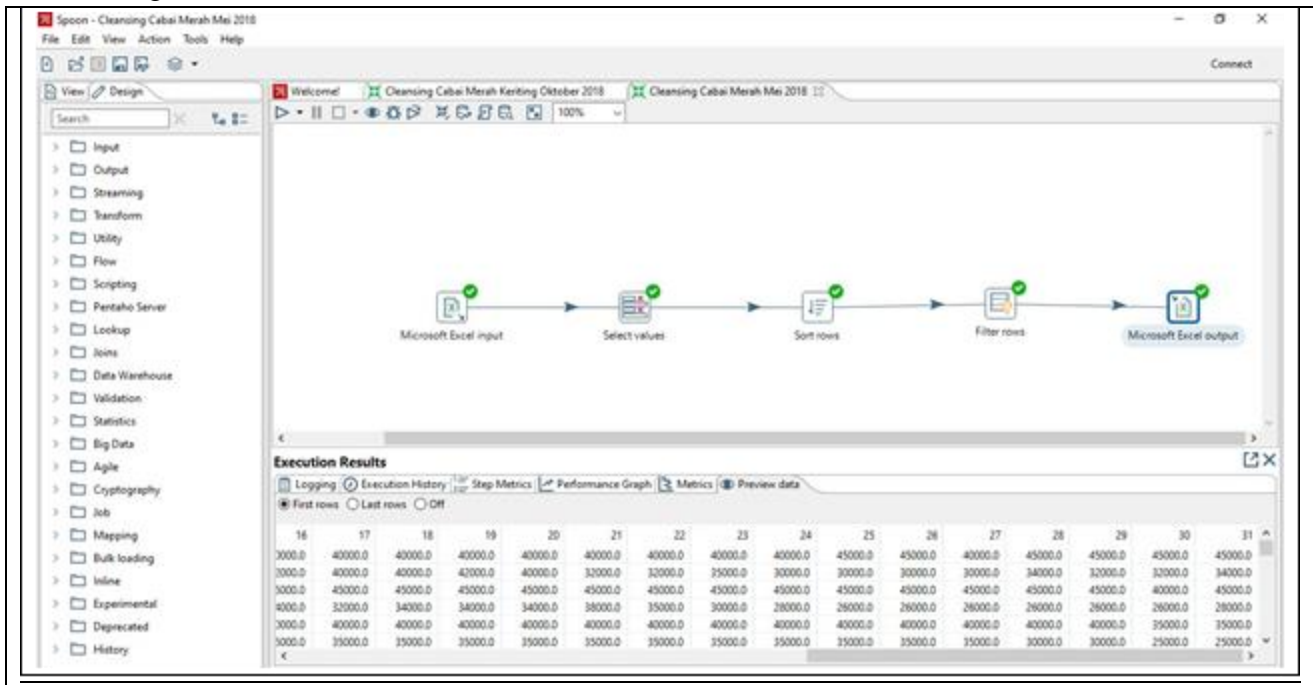 Spoon - Cleansing Cabai Merah Mei 2018
File Edit View Action Tools Help
Connect
View Design
Welcome! Cleansing Cabai Merah Keriting Oktober 2018 Cleansing Cabai Merah Mei 2018
Search
100%
Input
Output
Streaming
Transform
Utility
Flow
Scripting
Pentaho Server
Lookup
Joins
Data Warehouse
Validation
Statistics
Big Data
Agile
Cryptography
Job
Mapping
Bulk loading
Inline
Experimental
Deprecated
History
Microsoft Excel input
Select values
Sort rows
Filter rows
Microsoft Excel output
Execution Results
Logging Execution History Step Metrics Performance Graph Metrics Preview data
First rows Last rows Off
16 17 18 19 20 21 22 23 24 25 26 27 28 29 30 31
40000.0 40000.0 40000.0 40000.0 40000.0 40000.0 40000.0 40000.0 45000.0 45000.0 40000.0 45000.0 45000.0 45000.0 45000.0
40000.0 40000.0 42000.0 40000.0 32000.0 32000.0 25000.0 30000.0 30000.0 30000.0 30000.0 34000.0 32000.0 32000.0 34000.0
45000.0 45000.0 45000.0 45000.0 45000.0 45000.0 45000.0 45000.0 45000.0 45000.0 45000.0 45000.0 45000.0 40000.0 45000.0
32000.0 34000.0 34000.0 34000.0 38000.0 35000.0 30000.0 28000.0 26000.0 26000.0 26000.0 26000.0 26000.0 26000.0 28000.0
40000.0 40000.0 40000.0 40000.0 40000.0 40000.0 40000.0 40000.0 40000.0 40000.0 40000.0 40000.0 40000.0 35000.0 35000.0
35000.0 35000.0 35000.0 35000.0 35000.0 35000.0 35000.0 35000.0 35000.0 35000.0 35000.0 30000.0 30000.0 25000.0 25000.0